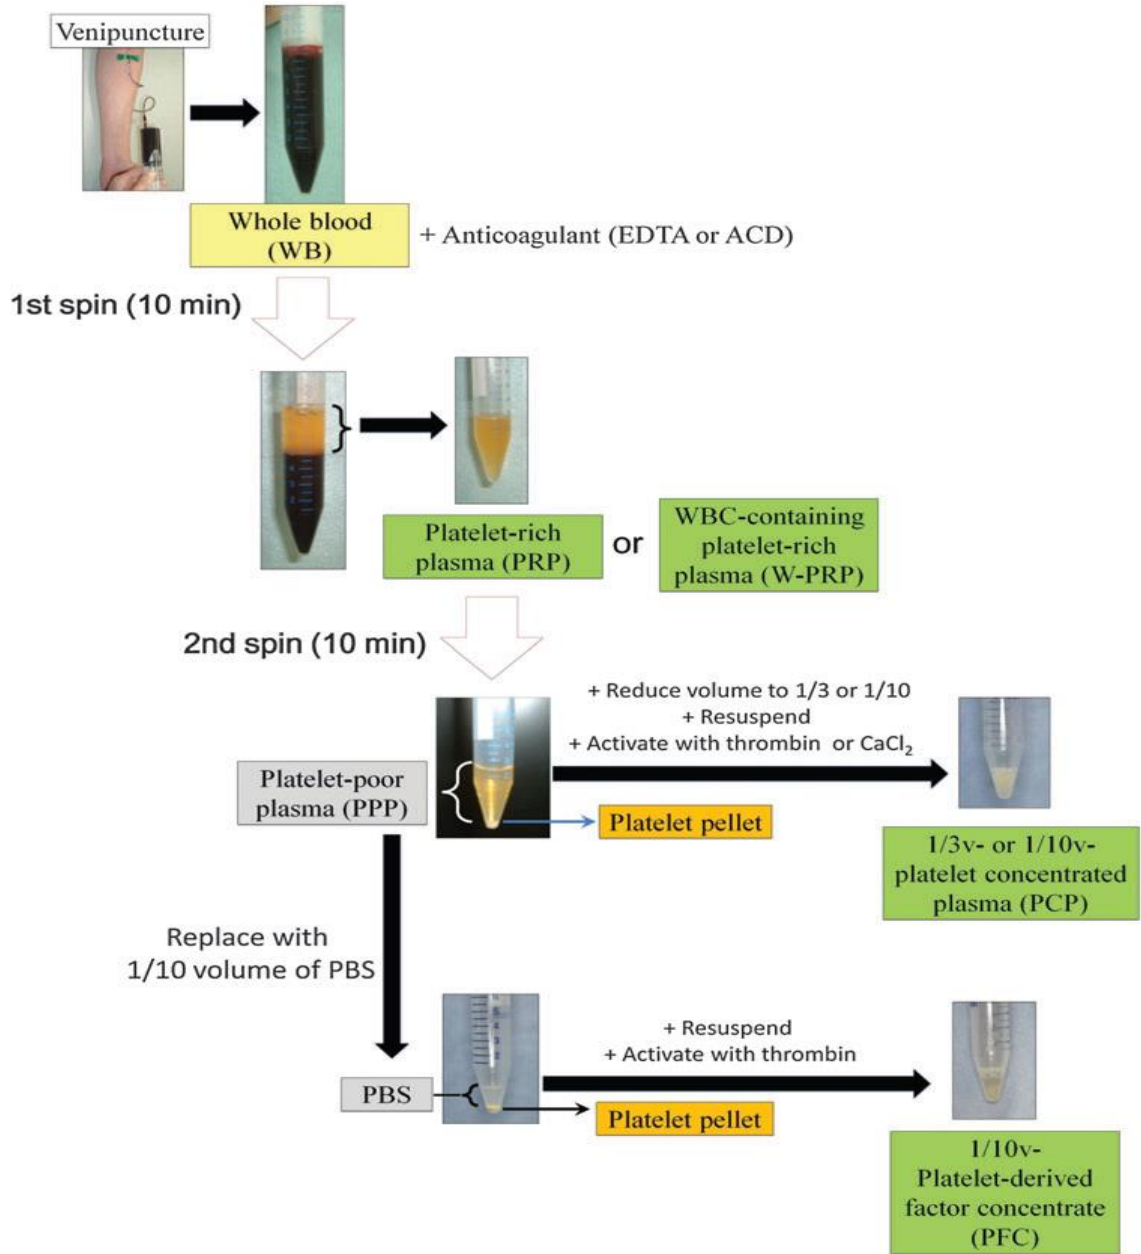 Venipuncture
Whole blood
(WB)
+ Anticoagulant (EDTA or ACD)
1st spin (10 min)
Platelet-rich
plasma (PRP)
or
WBC-containing
platelet-rich
plasma (W-PRP)
2nd spin (10 min)
+ Reduce volume to 1/3 or 1/10
+ Resuspend
+ Activate with thrombin or CaCl₂
Platelet-poor
plasma (PPP)
Platelet pellet
1/3v- or 1/10v-
platelet concentrated
plasma (PCP)
Replace with
1/10 volume of PBS
+ Resuspend
+ Activate with thrombin
PBS
Platelet pellet
1/10v-
Platelet-derived
factor concentrate
(PFC)